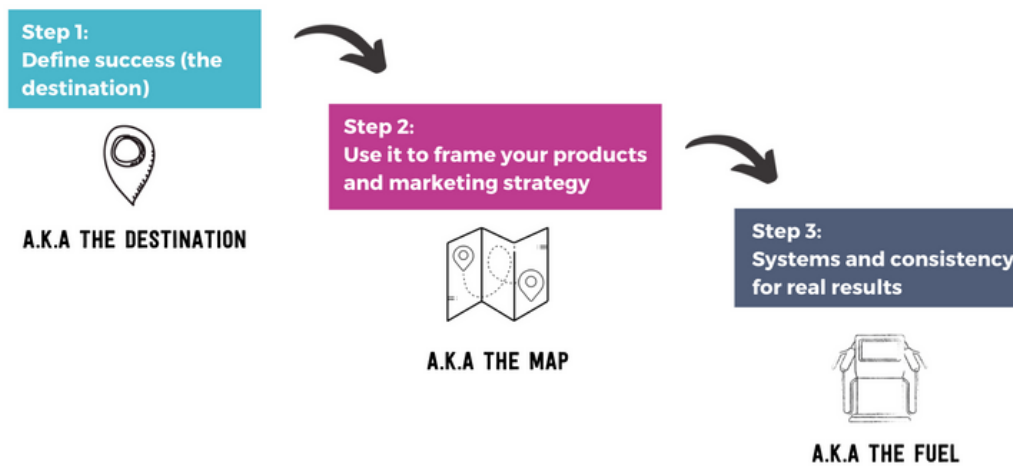 Step 1:
Define success (the
destination)
A.K.A THE DESTINATION
Step 2:
Use it to frame your products
and marketing strategy
A.K.A THE MAP
Step 3:
Systems and consistency
for real results
A.K.A THE FUEL